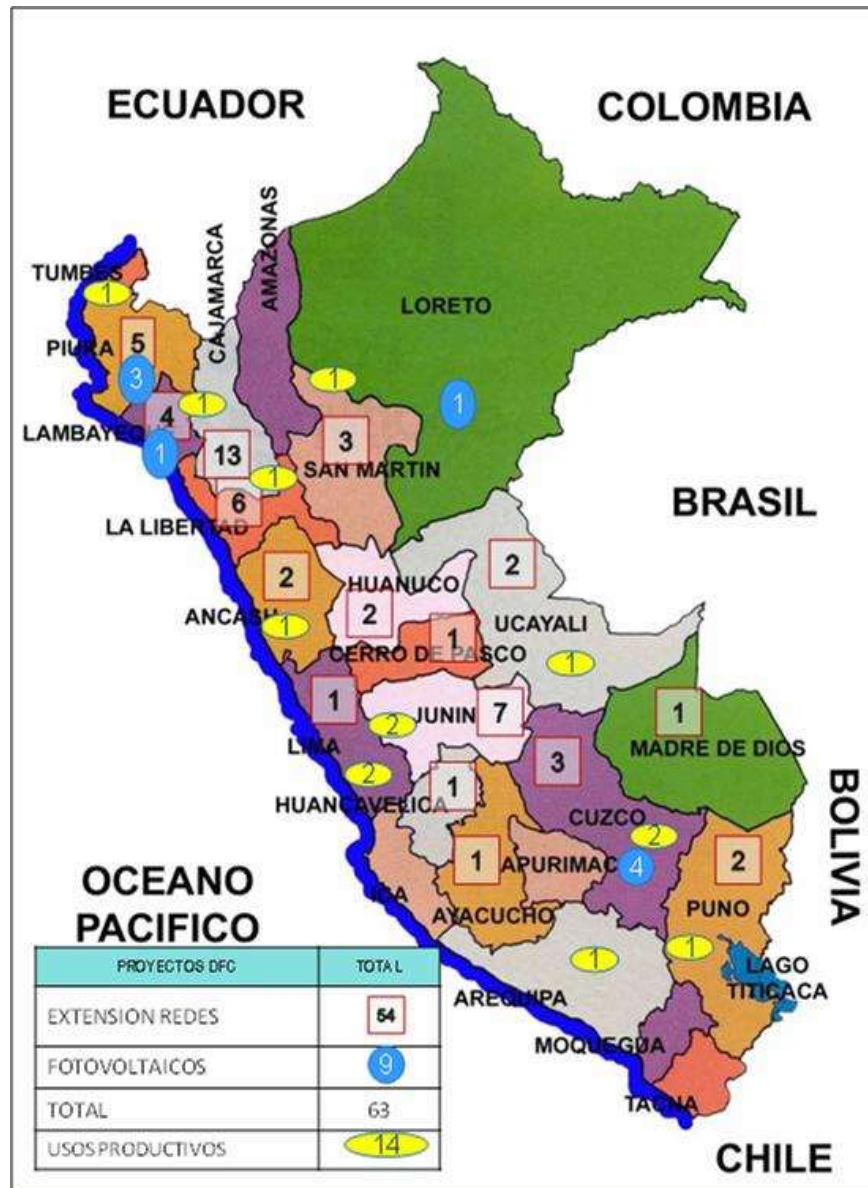 ECUADOR
COLOMBIA
TUMBES
1
CAJAMARCA
AMAZONAS
LORETO
PIURA
5
3
1
1
1
LAMBAYEQUE
4
1
13
3
SAN MARTIN
1
6
LA LIBERTAD
BRASIL
2
HUANUCO
2
2
ANCASH
1
UCAYALI
1
CERRO DE PASCO
1
1
LIMA
JUNIN
7
2
1
MADRE DE DIOS
3
2
HUANCAVELICA
1
CUZCO
2
BOLIVIA
1
APURIMAC
4
2
PUNO
ICA
AYACUCHO
OCEANO
PACIFICO
1
1
LAGO
TITICACA
AREQUIPA
MOQUEGUA
TACNA
CHILE
PROYECTOS DFC TOTAL
EXTENSION REDES 54
FOTOVOLTAICOS 9
TOTAL 63
USOS PRODUCTIVOS 14